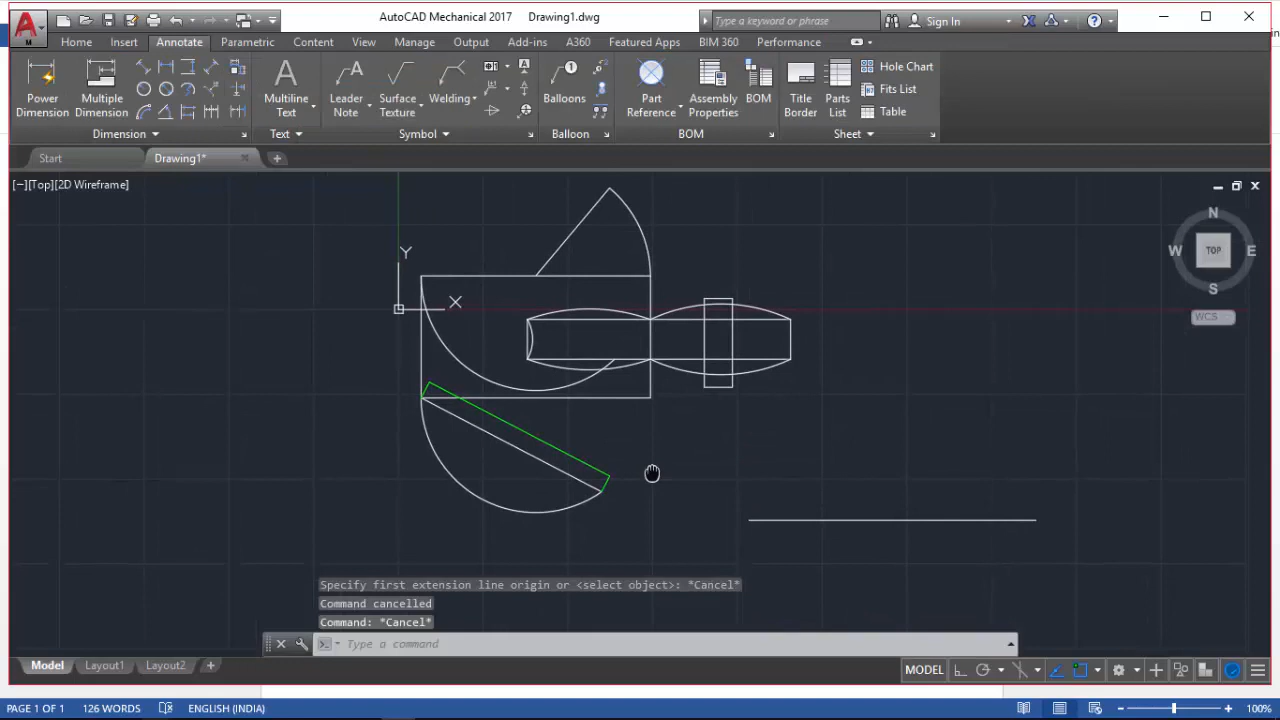 AutoCAD Mechanical 2017 Drawing1.dwg
Type a keyword or phrase
Sign In
Home Insert Annotate Parametric Content View Manage Output Add-ins A360 Featured Apps BIM 360 Performance
Power Dimension
Multiple Dimension
Multiline Text
Leader Note
Surface Texture
Welding
Balloons
Part Reference
Assembly Properties
BOM
Title Border
Parts List
Hole Chart
Fits List
Table
Dimension Text Symbol Balloon BOM Sheet
Start Drawing1*
[−][Top][2D Wireframe]
N
W TOP E
S
WCS
Y
X
Specify first extension line origin or <select object>: *Cancel*
Command cancelled
Command: *Cancel*
Type a command
Model Layout1 Layout2
MODEL
PAGE 1 OF 1 126 WORDS ENGLISH (INDIA) 100%